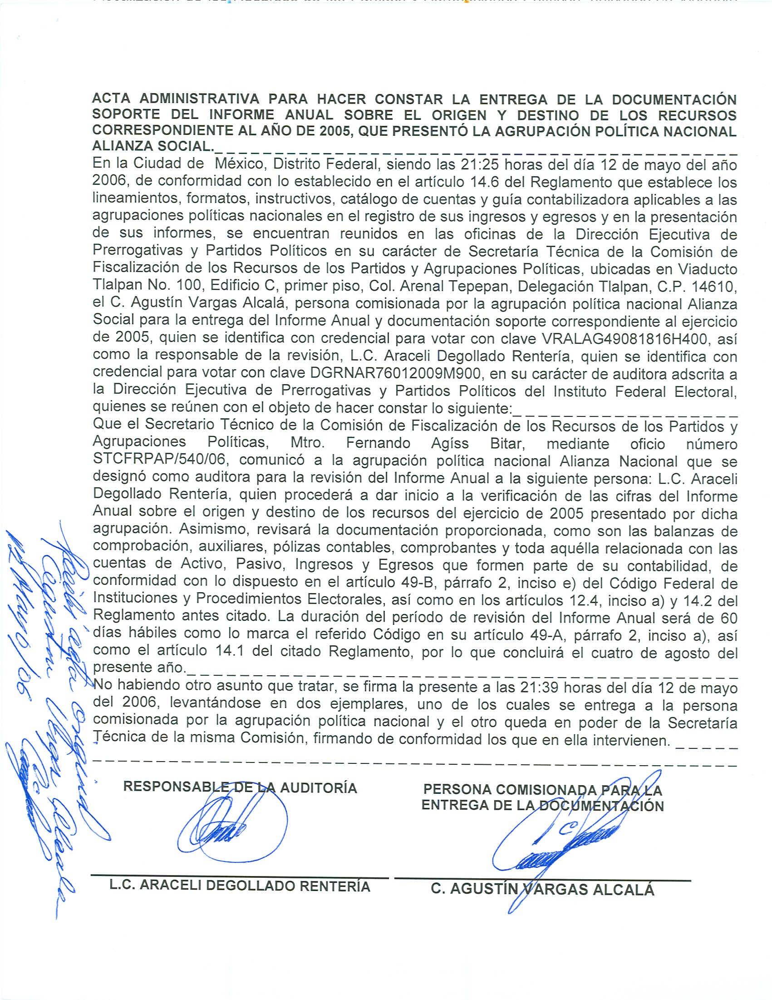 ACTA ADMINISTRATIVA PARA HACER CONSTAR LA ENTREGA DE LA DOCUMENTACIÓN
SOPORTE DEL INFORME ANUAL SOBRE EL ORIGEN Y DESTINO DE LOS RECURSOS
CORRESPONDIENTE AL AÑO DE 2005, QUE PRESENTÓ LA AGRUPACIÓN POLÍTICA NACIONAL
ALIANZA SOCIAL.
En la Ciudad de México, Distrito Federal, siendo las 21:25 horas del día 12 de mayo del año
2006, de conformidad con lo establecido en el artículo 14.6 del Reglamento que establece los
lineamientos, formatos, instructivos, catálogo de cuentas y guía contabilizadora aplicables a las
agrupaciones políticas nacionales en el registro de sus ingresos y egresos y en la presentación
de sus informes, se encuentran reunidos en las oficinas de la Dirección Ejecutiva de
Prerrogativas y Partidos Políticos en su carácter de Secretaría Técnica de la Comisión de
Fiscalización de los Recursos de los Partidos y Agrupaciones Políticas, ubicadas en Viaducto
Tlalpan No. 100, Edificio C, primer piso, Col. Arenal Tepepan, Delegación Tlalpan, C.P. 14610,
el C. Agustín Vargas Alcalá, persona comisionada por la agrupación política nacional Alianza
Social para la entrega del Informe Anual y documentación soporte correspondiente al ejercicio
de 2005, quien se identifica con credencial para votar con clave VRALAG49081816H400, así
como la responsable de la revisión, L.C. Araceli Degollado Rentería, quien se identifica con
credencial para votar con clave DGRNAR76012009M900, en su carácter de auditora adscrita a
la Dirección Ejecutiva de Prerrogativas y Partidos Políticos del Instituto Federal Electoral,
quienes se reúnen con el objeto de hacer constar lo siguiente:
Que el Secretario Técnico de la Comisión de Fiscalización de los Recursos de los Partidos y
Agrupaciones Políticas, Mtro. Fernando Agíss Bitar, mediante oficio número
STCFRPAP/540/06, comunicó a la agrupación política nacional Alianza Nacional que se
designó como auditora para la revisión del Informe Anual a la siguiente persona: L.C. Araceli
Degollado Rentería, quien procederá a dar inicio a la verificación de las cifras del Informe
Anual sobre el origen y destino de los recursos del ejercicio de 2005 presentado por dicha
agrupación. Asimismo, revisará la documentación proporcionada, como son las balanzas de
comprobación, auxiliares, pólizas contables, comprobantes y toda aquélla relacionada con las
cuentas de Activo, Pasivo, Ingresos y Egresos que formen parte de su contabilidad, de
conformidad con lo dispuesto en el artículo 49-B, párrafo 2, inciso e) del Código Federal de
Instituciones y Procedimientos Electorales, así como en los artículos 12.4, inciso a) y 14.2 del
Reglamento antes citado. La duración del período de revisión del Informe Anual será de 60
días hábiles como lo marca el referido Código en su artículo 49-A, párrafo 2, inciso a), así
como el artículo 14.1 del citado Reglamento, por lo que concluirá el cuatro de agosto del
presente año.
No habiendo otro asunto que tratar, se firma la presente a las 21:39 horas del día 12 de mayo
del 2006, levantándose en dos ejemplares, uno de los cuales se entrega a la persona
comisionada por la agrupación política nacional y el otro queda en poder de la Secretaría
Técnica de la misma Comisión, firmando de conformidad los que en ella intervienen.
RESPONSABLE DE LA AUDITORÍA
PERSONA COMISIONADA PARA LA
ENTREGA DE LA DOCUMENTACIÓN
L.C. ARACELI DEGOLLADO RENTERÍA
C. AGUSTÍN VARGAS ALCALÁ
Recibí acta original
Agustín Vargas Alcalá
12/Mayo/06